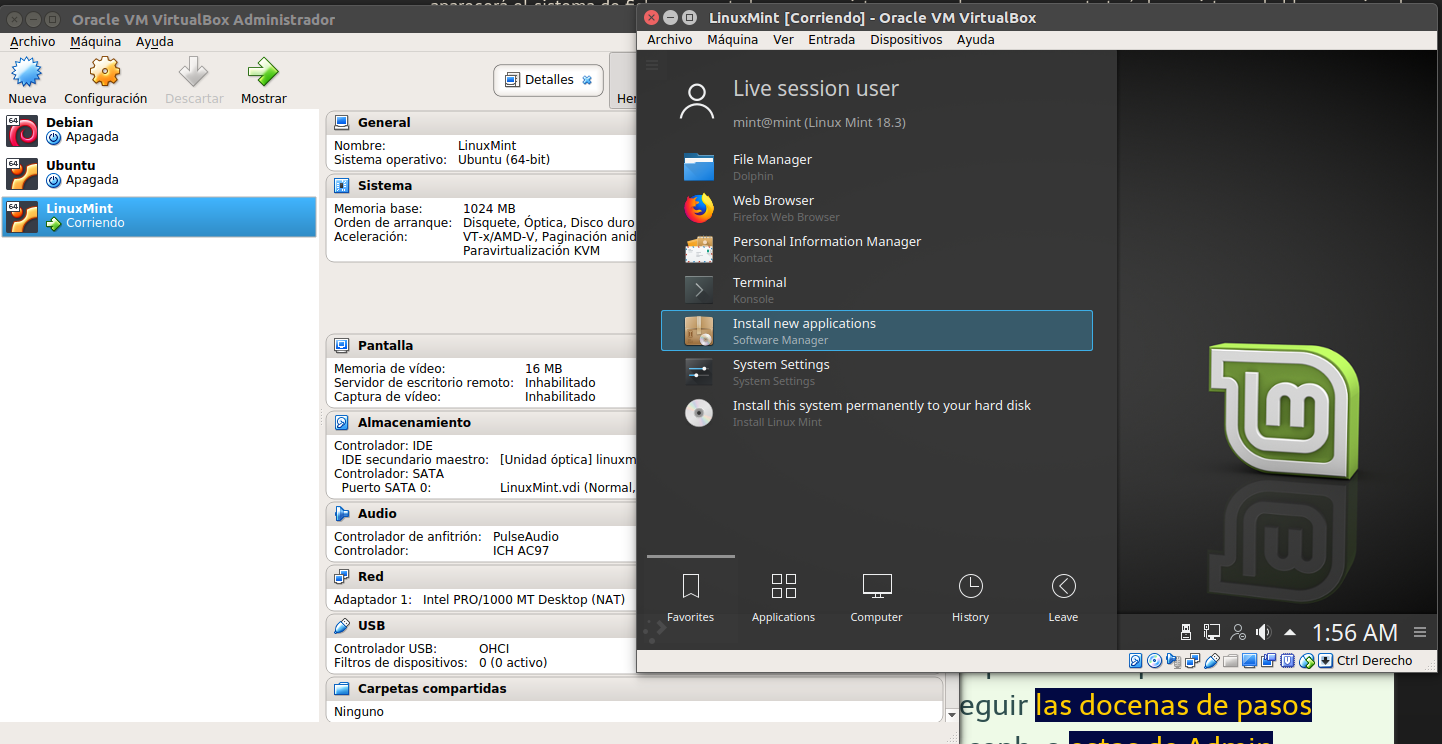 Oracle VM VirtualBox Administrador
Archivo Máquina Ayuda
Nueva Configuración Descartar Mostrar
Detalles
Her
64 Debian
Apagada
64 Ubuntu
Apagada
64 LinuxMint
Corriendo
General
Nombre: LinuxMint
Sistema operativo: Ubuntu (64-bit)
Sistema
Memoria base: 1024 MB
Orden de arranque: Disquete, Óptica, Disco duro
Aceleración: VT-x/AMD-V, Paginación anid
Paravirtualización KVM
Pantalla
Memoria de vídeo: 16 MB
Servidor de escritorio remoto: Inhabilitado
Captura de vídeo: Inhabilitado
Almacenamiento
Controlador: IDE
IDE secundario maestro: [Unidad óptica] linuxm
Controlador: SATA
Puerto SATA 0: LinuxMint.vdi (Normal,
Audio
Controlador de anfitrión: PulseAudio
Controlador: ICH AC97
Red
Adaptador 1: Intel PRO/1000 MT Desktop (NAT)
USB
Controlador USB: OHCI
Filtros de dispositivos: 0 (0 activo)
Carpetas compartidas
Ninguno
LinuxMint [Corriendo] - Oracle VM VirtualBox
Archivo Máquina Ver Entrada Dispositivos Ayuda
Live session user
mint@mint (Linux Mint 18.3)
File Manager
Dolphin
Web Browser
Firefox Web Browser
Personal Information Manager
Kontact
Terminal
Konsole
Install new applications
Software Manager
System Settings
System Settings
Install this system permanently to your hard disk
Install Linux Mint
Favorites Applications Computer History Leave
1:56 AM
Ctrl Derecho
eguir las docenas de pasos